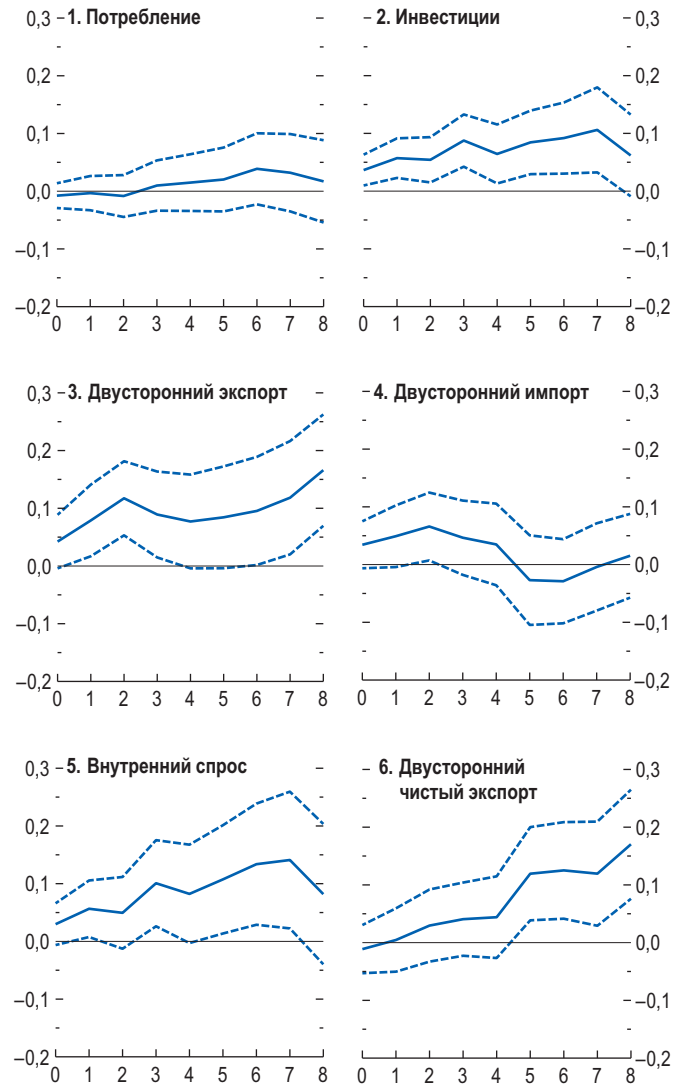 1. Потребление
0,3
0,2
0,1
0,0
–0,1
–0,2
0 1 2 3 4 5 6 7 8
2. Инвестиции
0,3
0,2
0,1
0,0
–0,1
–0,2
0 1 2 3 4 5 6 7 8
3. Двусторонний экспорт
0,3
0,2
0,1
0,0
–0,1
–0,2
0 1 2 3 4 5 6 7 8
4. Двусторонний импорт
0,3
0,2
0,1
0,0
–0,1
–0,2
0 1 2 3 4 5 6 7 8
5. Внутренний спрос
0,3
0,2
0,1
0,0
–0,1
–0,2
0 1 2 3 4 5 6 7 8
6. Двусторонний
чистый экспорт
0,3
0,2
0,1
0,0
–0,1
–0,2
0 1 2 3 4 5 6 7 8